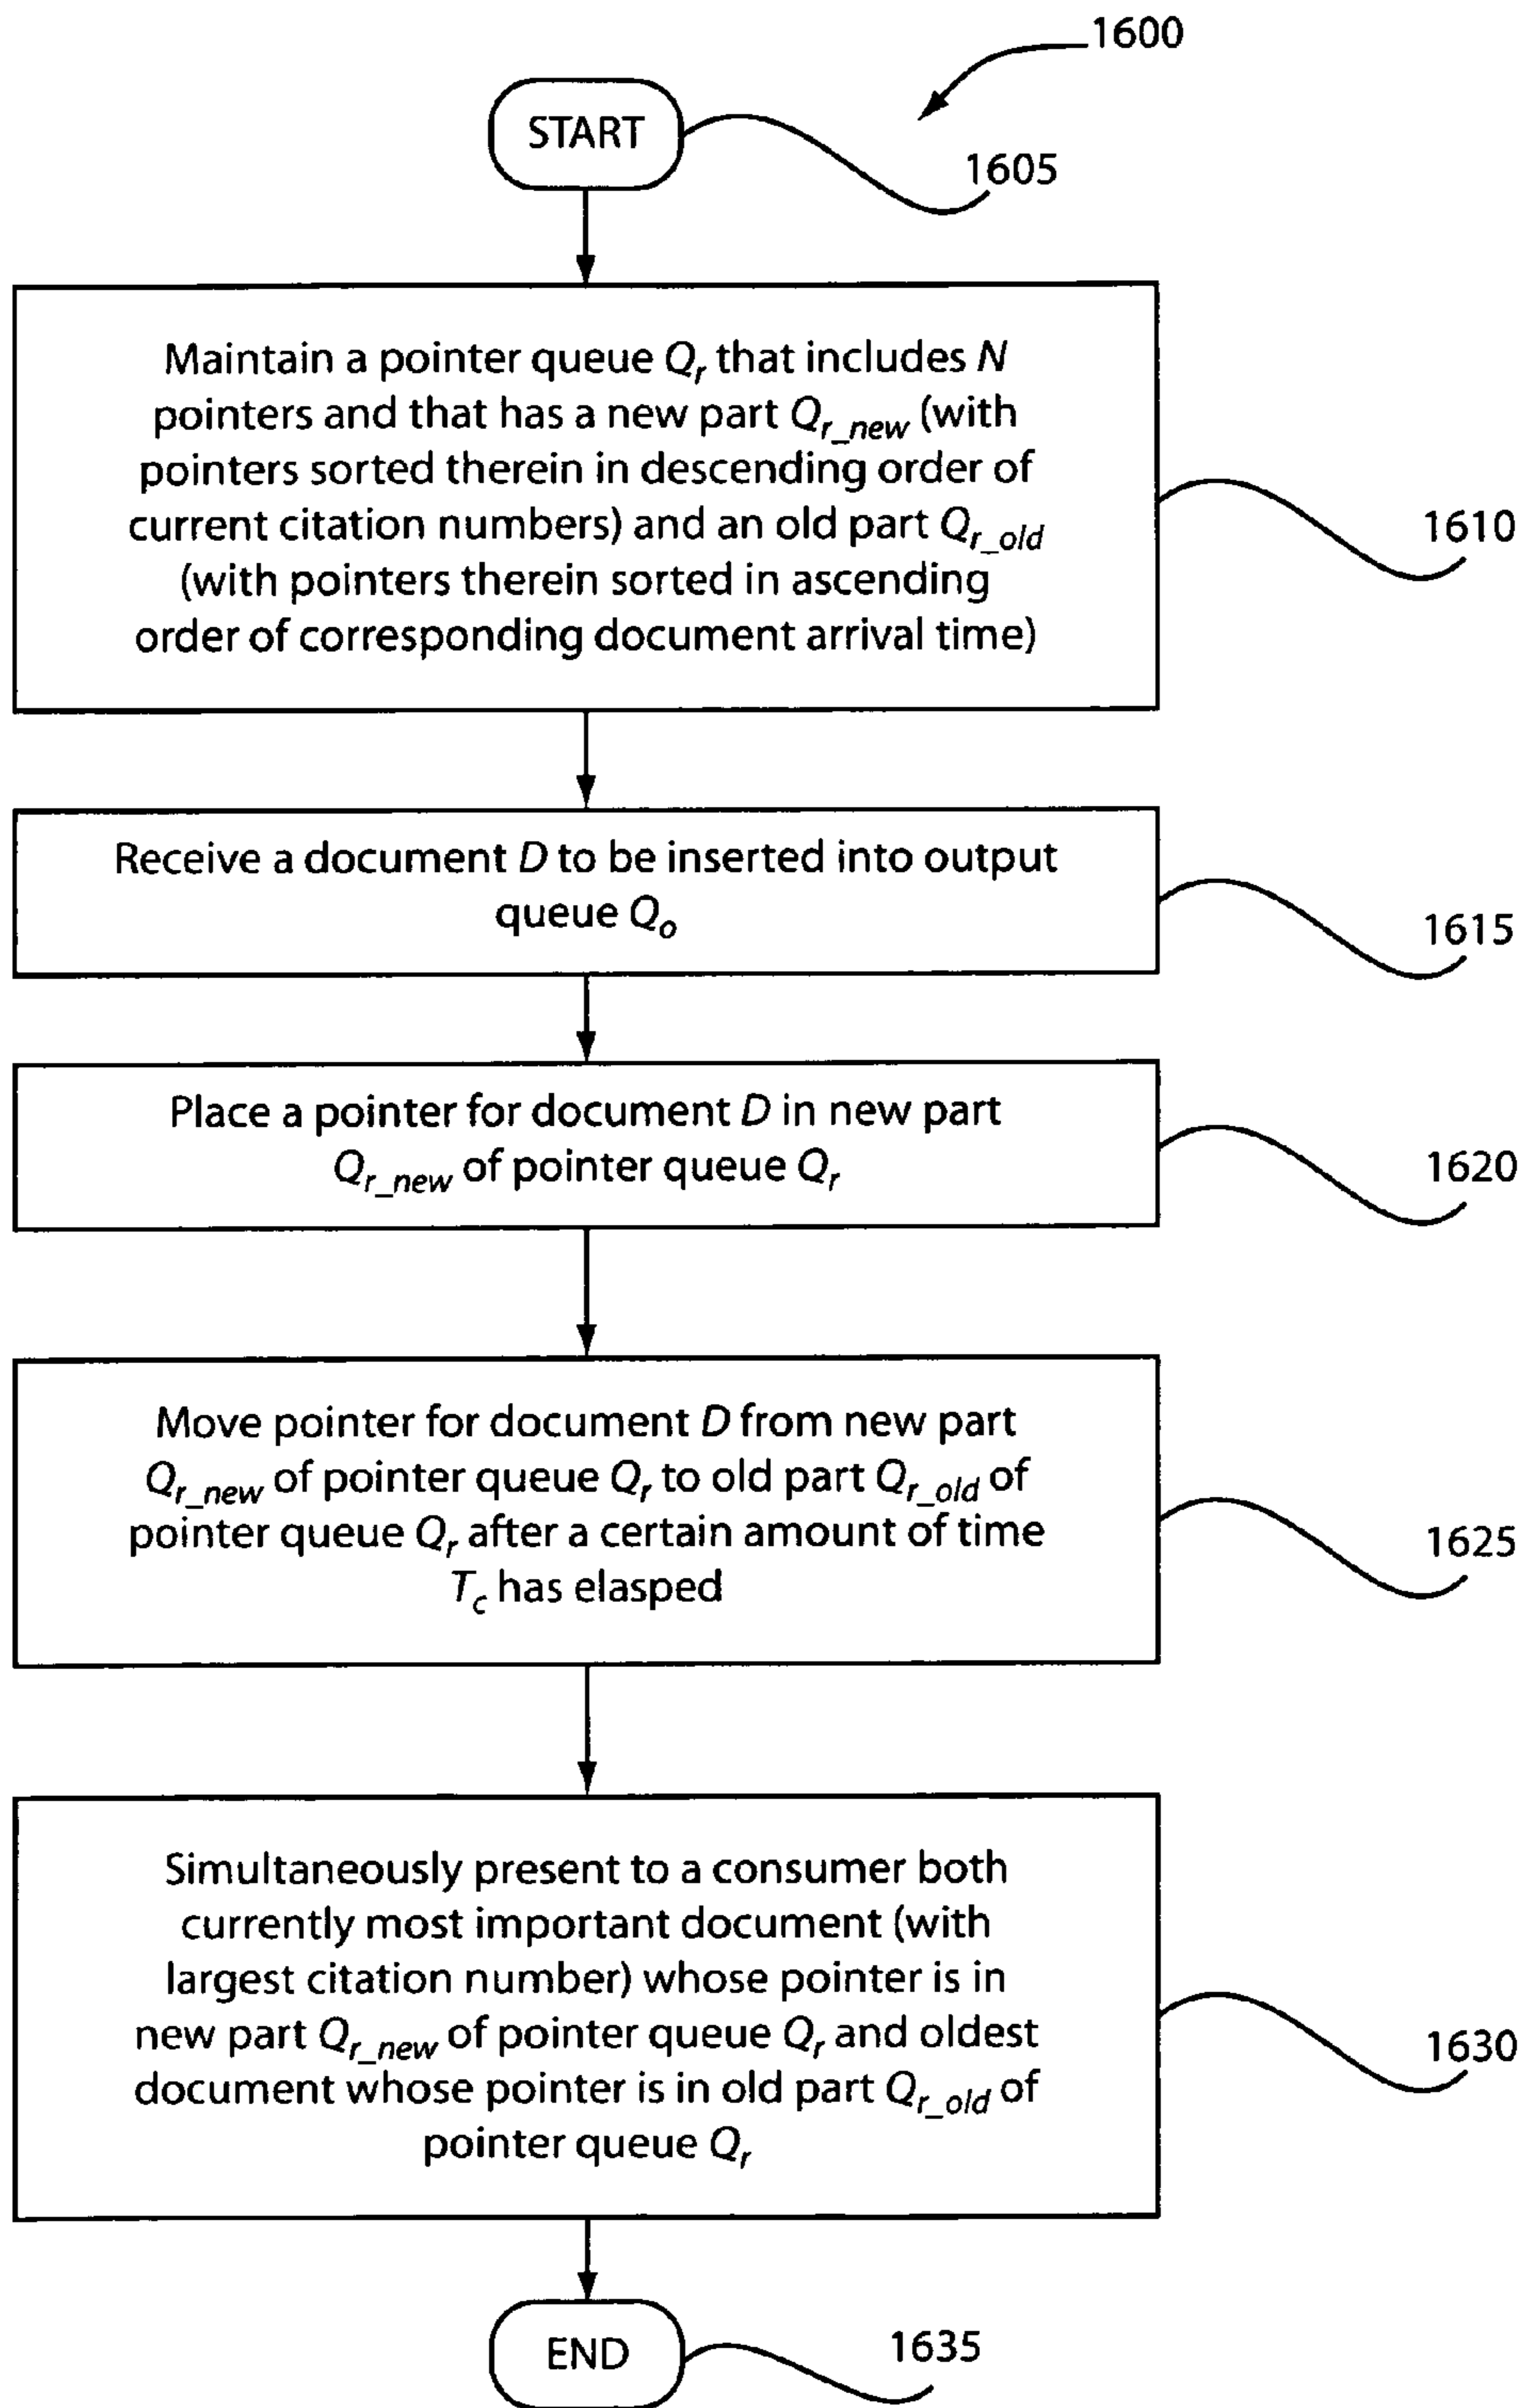 1600
START
1605
Maintain a pointer queue Qr that includes N
pointers and that has a new part Qr_new (with
pointers sorted therein in descending order of
current citation numbers) and an old part Qr_old
(with pointers therein sorted in ascending
order of corresponding document arrival time)
1610
Receive a document D to be inserted into output
queue Qo
1615
Place a pointer for document D in new part
Qr_new of pointer queue Qr
1620
Move pointer for document D from new part
Qr_new of pointer queue Qr to old part Qr_old of
pointer queue Qr after a certain amount of time
Tc has elasped
1625
Simultaneously present to a consumer both
currently most important document (with
largest citation number) whose pointer is in
new part Qr_new of pointer queue Qr and oldest
document whose pointer is in old part Qr_old of
pointer queue Qr
1630
END
1635